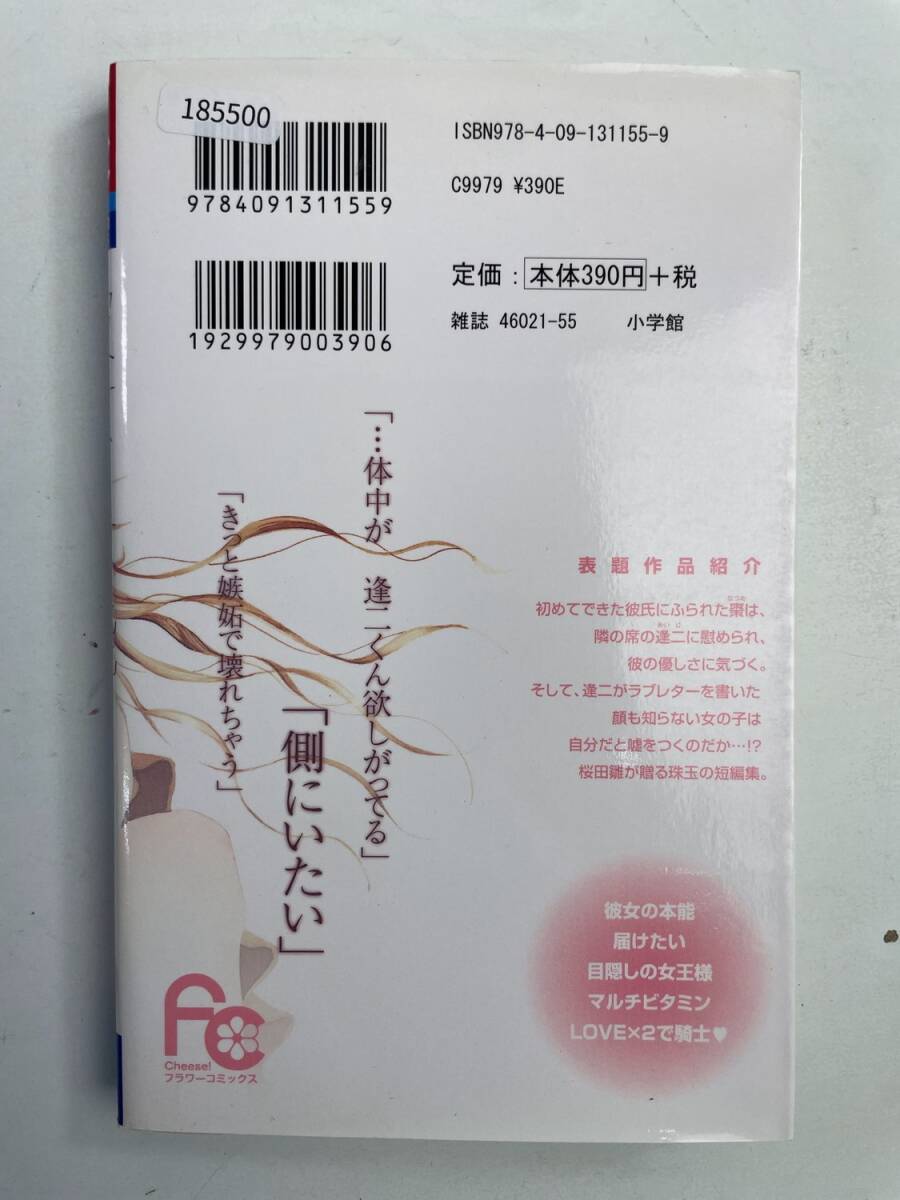 185500
9784091311559
ISBN978-4-09-131155-9
C9979 ¥390E
1929979003906
定価：本体390円＋税
雑誌 46021-55 小学館
「…体中が 逢二くん欲しがってる」
「きっと嫉妬で壊れちゃう」
「側にいたい」
表題作品紹介
初めてできた彼氏にふられた棗は、
隣の席の逢二に慰められ、
彼の優しさに気づく。
そして、逢二がラブレターを書いた
顔も知らない女の子は
自分だと嘘をつくのだか…!?
桜田雛が贈る珠玉の短編集。
彼女の本能
届けたい
目隠しの女王様
マルチビタミン
LOVE×2で騎士♥
FC
Cheese!
フラワーコミックス